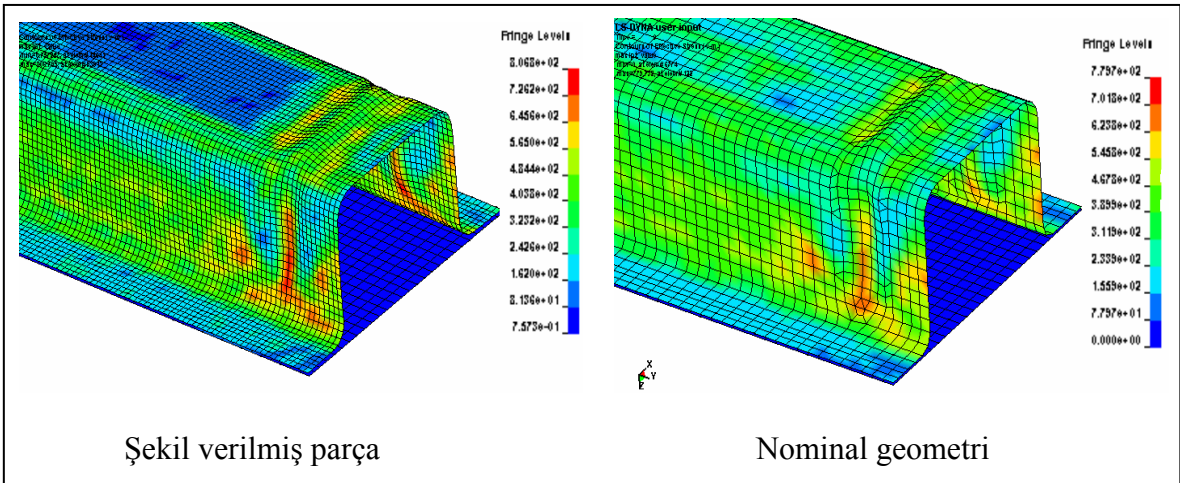 Fringe Levels
8.068e+02
7.262e+02
6.456e+02
5.650e+02
4.844e+02
4.038e+02
3.232e+02
2.426e+02
1.620e+02
8.136e+01
7.573e-01
LS-DYNA user input
Fringe Levels
7.797e+02
7.018e+02
6.238e+02
5.458e+02
4.678e+02
3.899e+02
3.119e+02
2.339e+02
1.559e+02
7.797e+01
0.000e+00
X
Y
Z
Şekil verilmiş parça
Nominal geometri